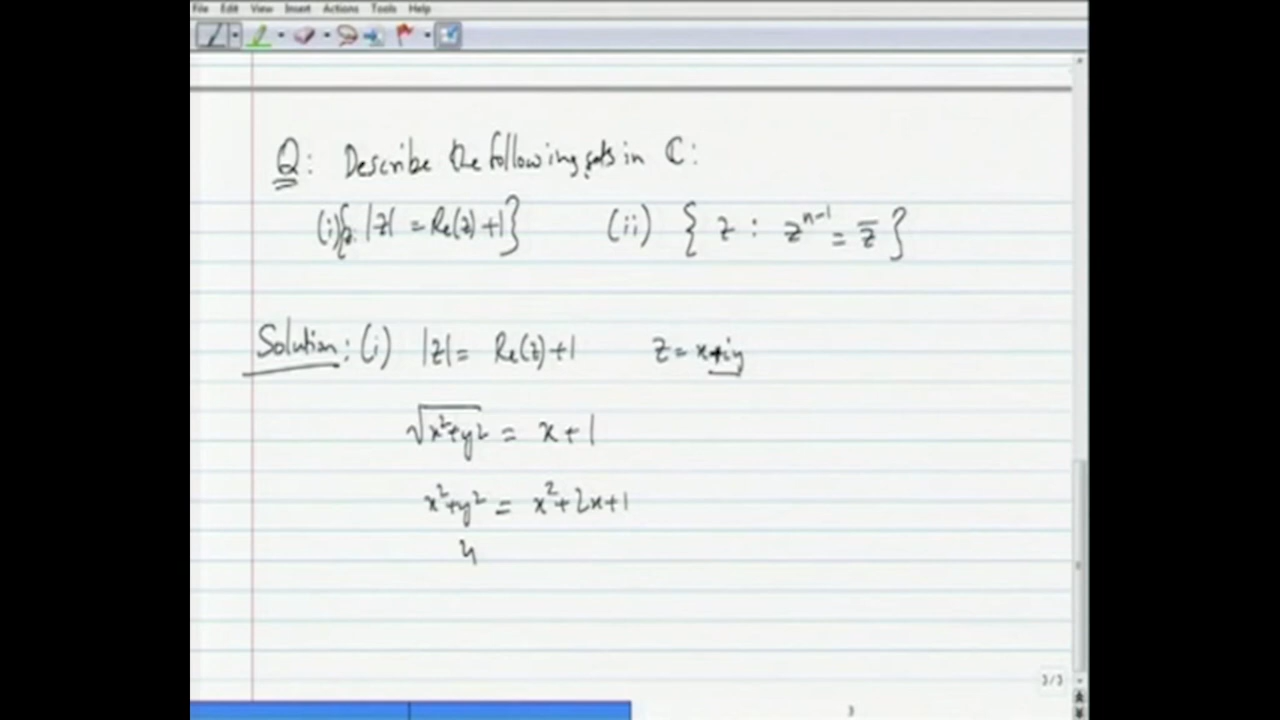 File Edit View Insert Actions Tools Help
Q: Describe the following sets in ℂ:
(i) {z: |z| = Re(z)+1} (ii) { z : z^{n-1} = z̅ }
Solution: (i) |z| = Re(z)+1 z = x+iy
√(x²+y²) = x+1
x²+y² = x²+2x+1
y
3/3
3